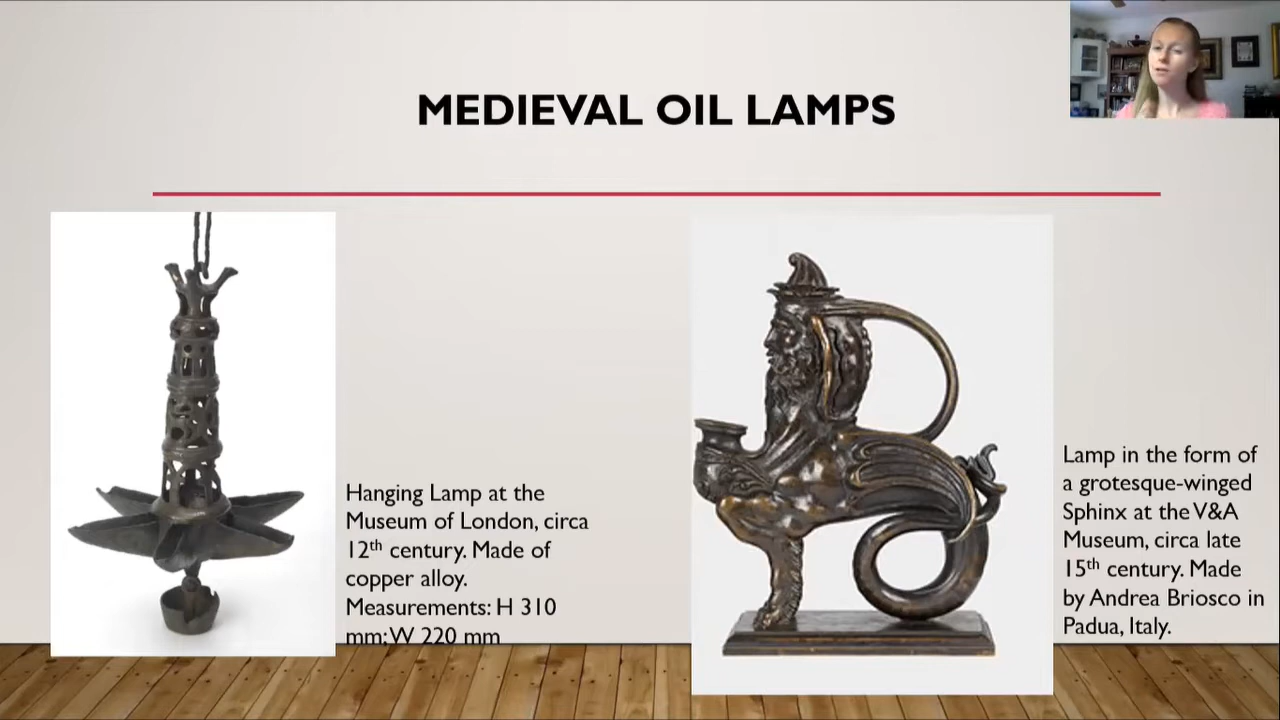 MEDIEVAL OIL LAMPS
Hanging Lamp at the
Museum of London, circa
12th century. Made of
copper alloy.
Measurements: H 310
mm; W 220 mm
Lamp in the form of
a grotesque-winged
Sphinx at the V&A
Museum, circa late
15th century. Made
by Andrea Briosco in
Padua, Italy.